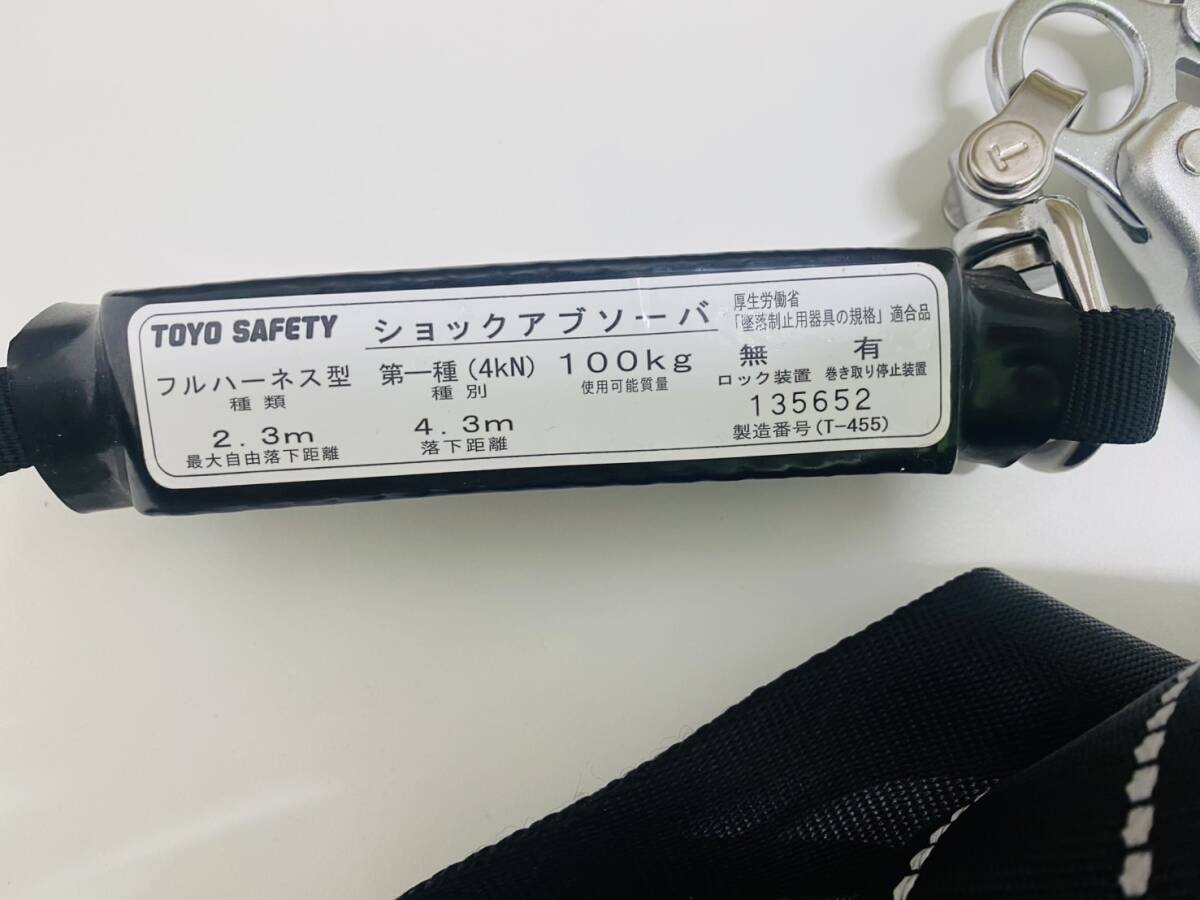 TOYO SAFETY
ショックアブソーバ
厚生労働省
「墜落制止用器具の規格」適合品
フルハーネス型
種類
第一種(4kN)
種別
100kg
使用可能質量
無
ロック装置
有
巻き取り停止装置
2.3m
最大自由落下距離
4.3m
落下距離
135652
製造番号(T-455)
T